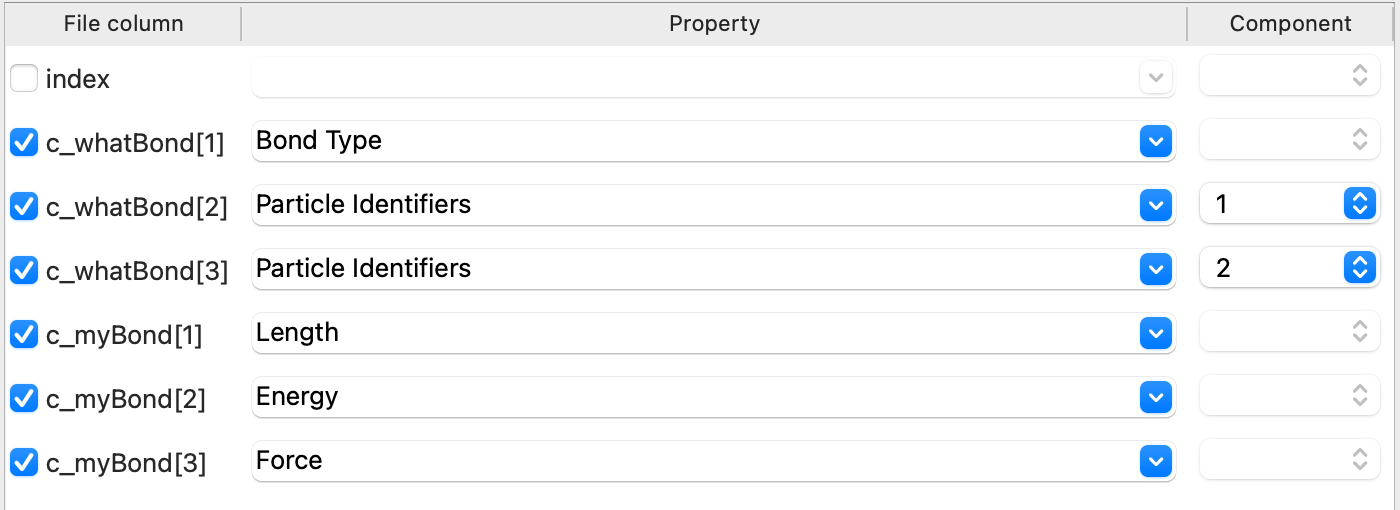 File column Property Component
index
c_whatBond[1] Bond Type
c_whatBond[2] Particle Identifiers 1
c_whatBond[3] Particle Identifiers 2
c_myBond[1] Length
c_myBond[2] Energy
c_myBond[3] Force